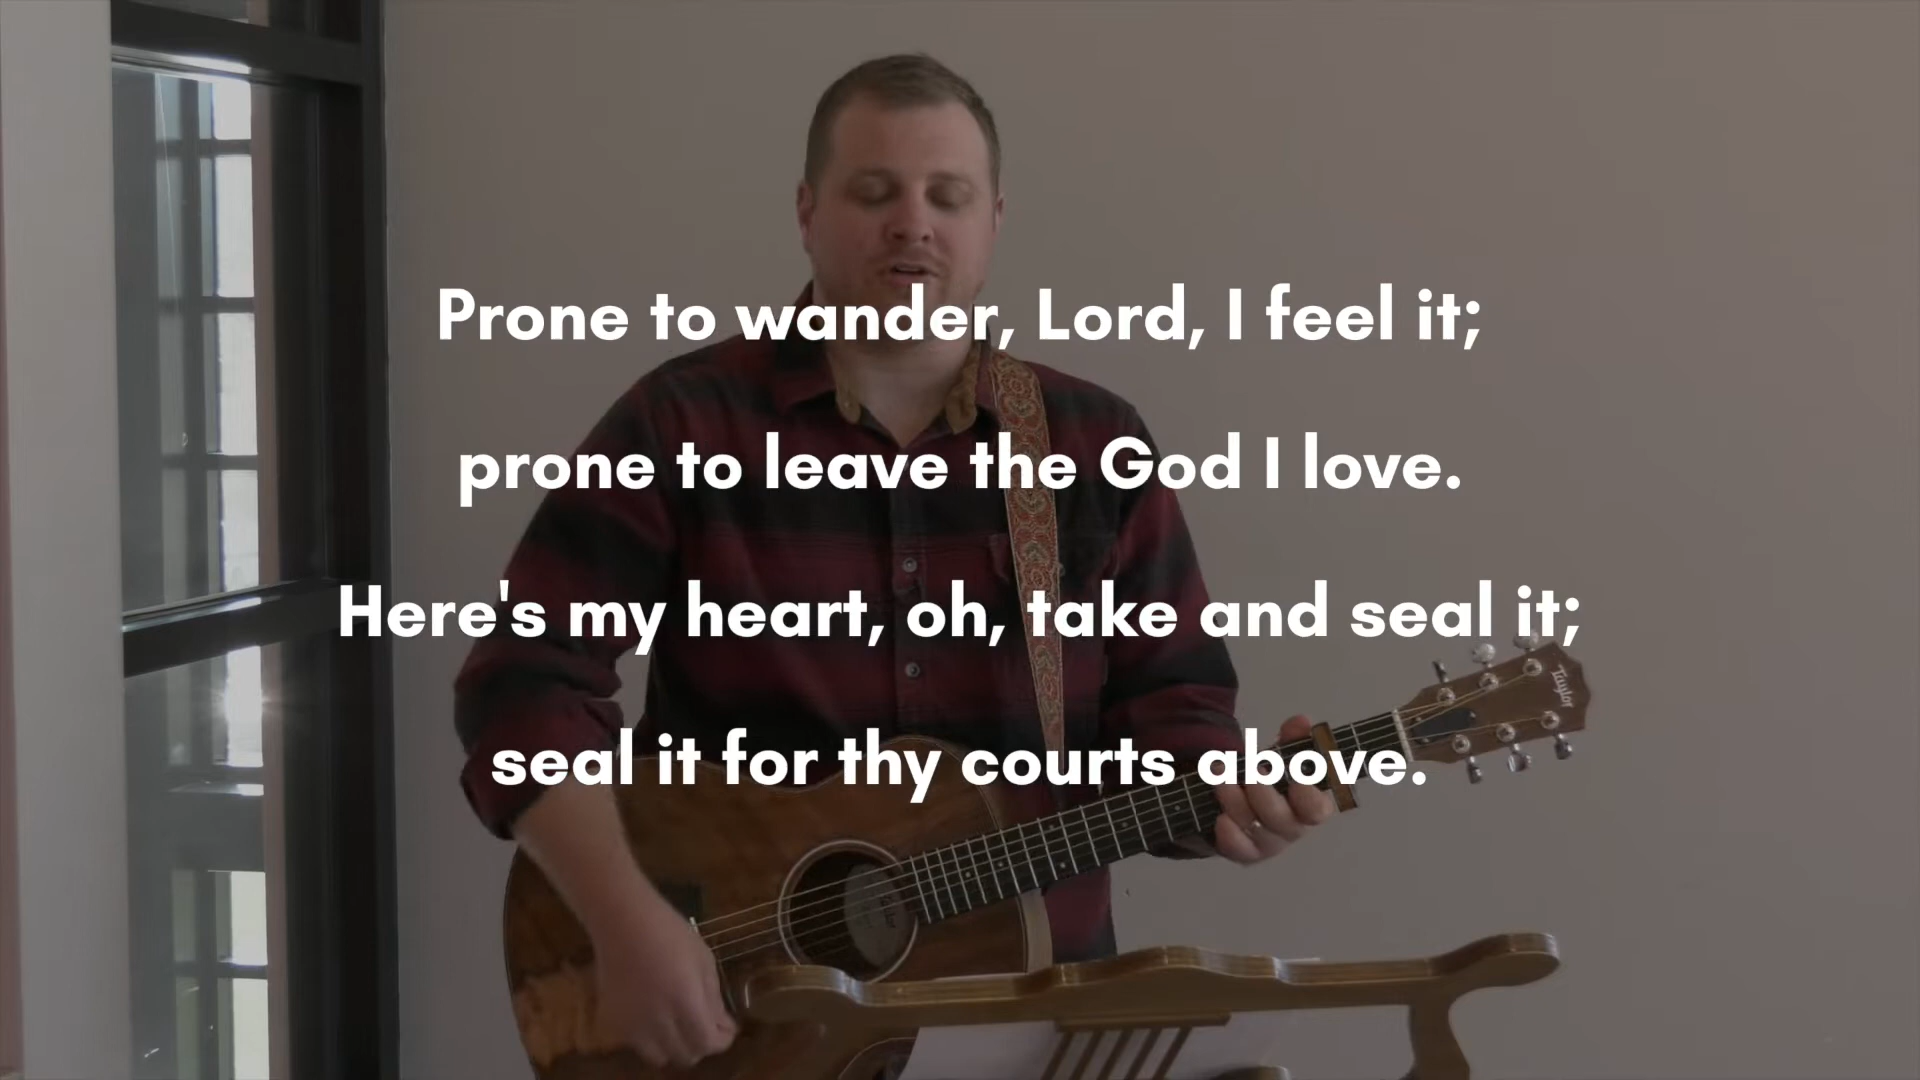 Prone to wander, Lord, I feel it;
prone to leave the God I love.
Here's my heart, oh, take and seal it;
seal it for thy courts above.
Taylor